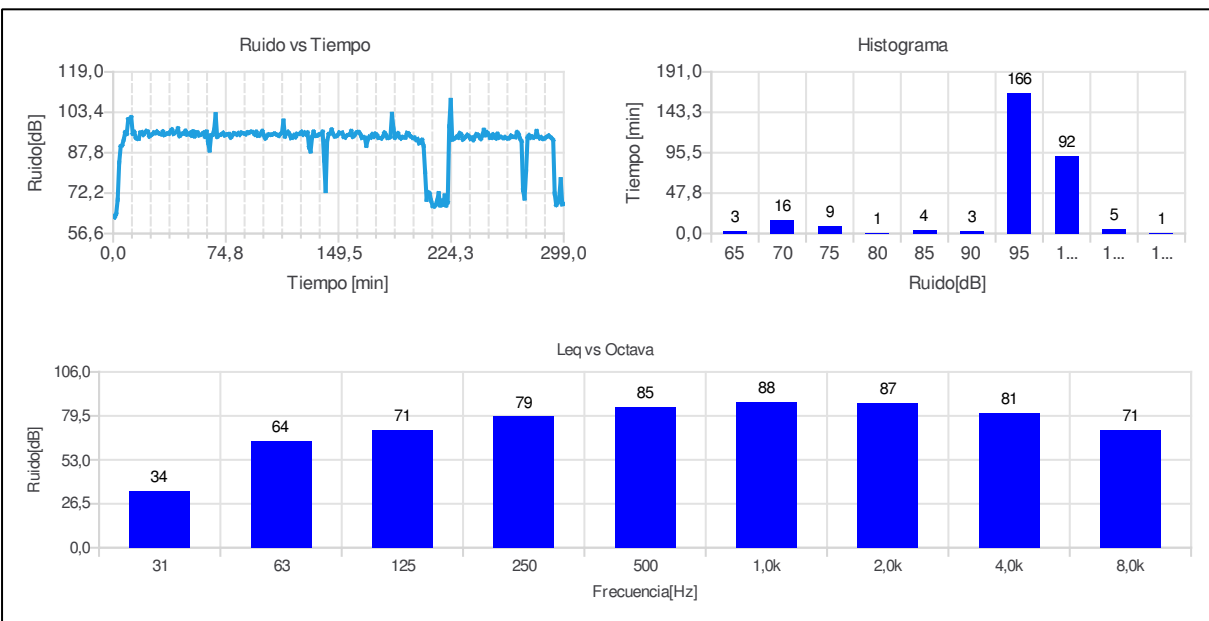 Ruido vs Tiempo
119,0
103,4
87,8
72,2
56,6
Ruido[dB]
0,0 74,8 149,5 224,3 299,0
Tiempo [min]
Histograma
191,0
143,3
95,5
47,8
0,0
Tiempo [min]
3 16 9 1 4 3 166 92 5 1
65 70 75 80 85 90 95 1... 1... 1...
Ruido[dB]
Leq vs Octava
106,0
79,5
53,0
26,5
0,0
Ruido[dB]
34 64 71 79 85 88 87 81 71
31 63 125 250 500 1,0k 2,0k 4,0k 8,0k
Frecuencia[Hz]